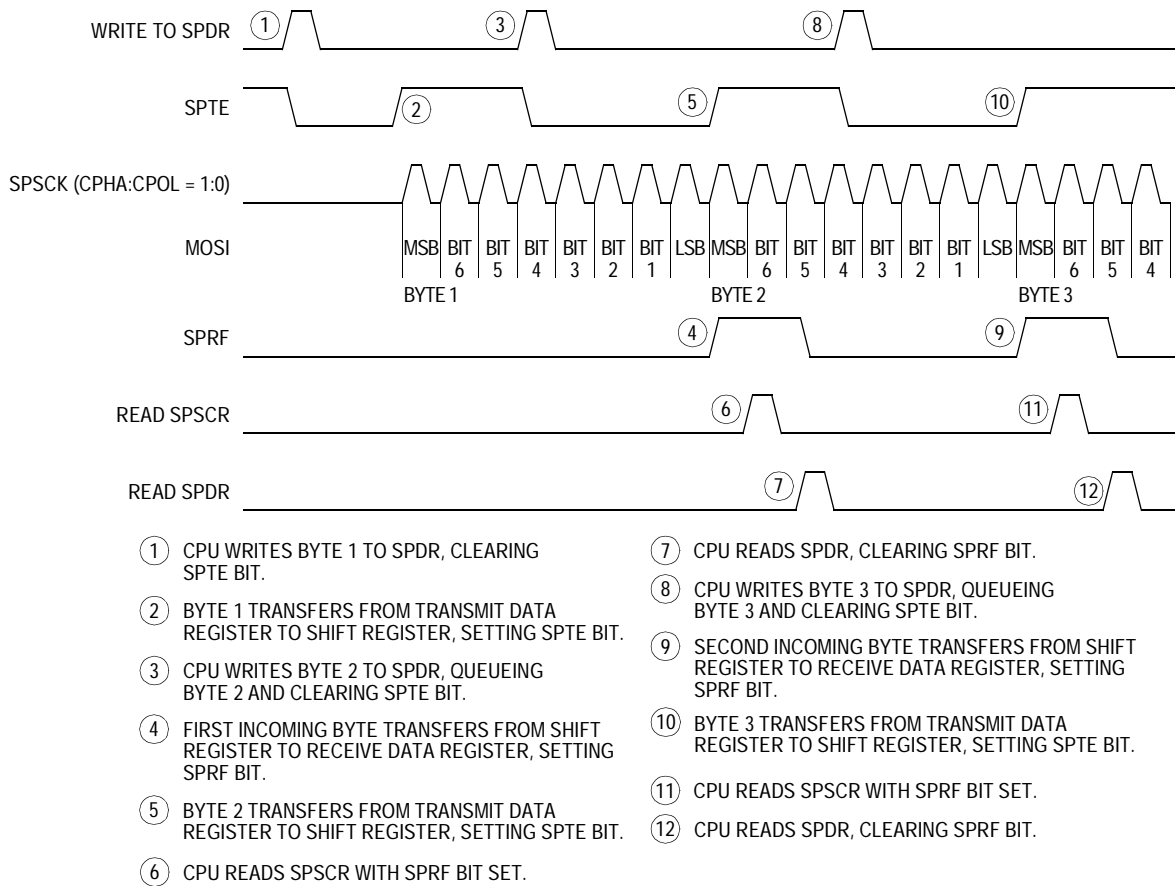 WRITE TO SPDR
1
3
8
SPTE
2
5
10
SPSCK (CPHA:CPOL = 1:0)
MOSI
MSB BIT 6 BIT 5 BIT 4 BIT 3 BIT 2 BIT 1 LSB MSB BIT 6 BIT 5 BIT 4 BIT 3 BIT 2 BIT 1 LSB MSB BIT 6 BIT 5 BIT 4
BYTE 1
BYTE 2
BYTE 3
SPRF
4
9
READ SPSCR
6
11
READ SPDR
7
12
1 CPU WRITES BYTE 1 TO SPDR, CLEARING
SPTE BIT.
2 BYTE 1 TRANSFERS FROM TRANSMIT DATA
REGISTER TO SHIFT REGISTER, SETTING SPTE BIT.
3 CPU WRITES BYTE 2 TO SPDR, QUEUEING
BYTE 2 AND CLEARING SPTE BIT.
4 FIRST INCOMING BYTE TRANSFERS FROM SHIFT
REGISTER TO RECEIVE DATA REGISTER, SETTING
SPRF BIT.
5 BYTE 2 TRANSFERS FROM TRANSMIT DATA
REGISTER TO SHIFT REGISTER, SETTING SPTE BIT.
6 CPU READS SPSCR WITH SPRF BIT SET.
7 CPU READS SPDR, CLEARING SPRF BIT.
8 CPU WRITES BYTE 3 TO SPDR, QUEUEING
BYTE 3 AND CLEARING SPTE BIT.
9 SECOND INCOMING BYTE TRANSFERS FROM SHIFT
REGISTER TO RECEIVE DATA REGISTER, SETTING
SPRF BIT.
10 BYTE 3 TRANSFERS FROM TRANSMIT DATA
REGISTER TO SHIFT REGISTER, SETTING SPTE BIT.
11 CPU READS SPSCR WITH SPRF BIT SET.
12 CPU READS SPDR, CLEARING SPRF BIT.